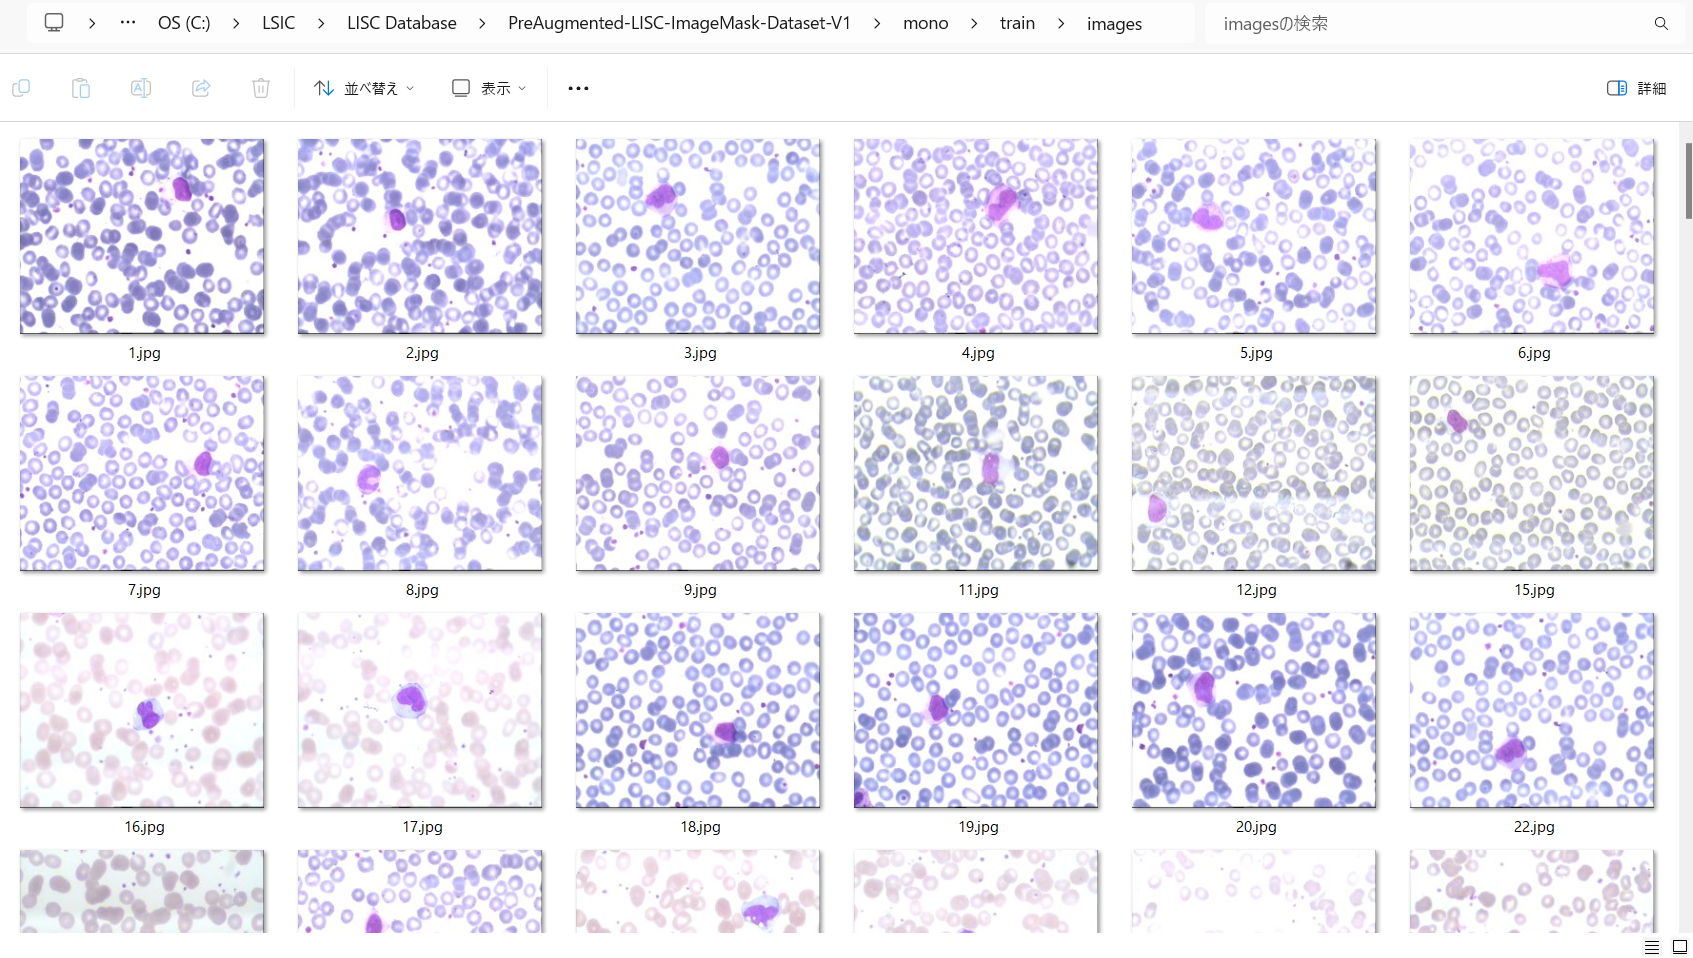 OS (C:) LSIC LISC Database PreAugmented-LISC-ImageMask-Dataset-V1 mono train images imagesの検索
並べ替え 表示 詳細
1.jpg 2.jpg 3.jpg 4.jpg 5.jpg 6.jpg
7.jpg 8.jpg 9.jpg 11.jpg 12.jpg 15.jpg
16.jpg 17.jpg 18.jpg 19.jpg 20.jpg 22.jpg